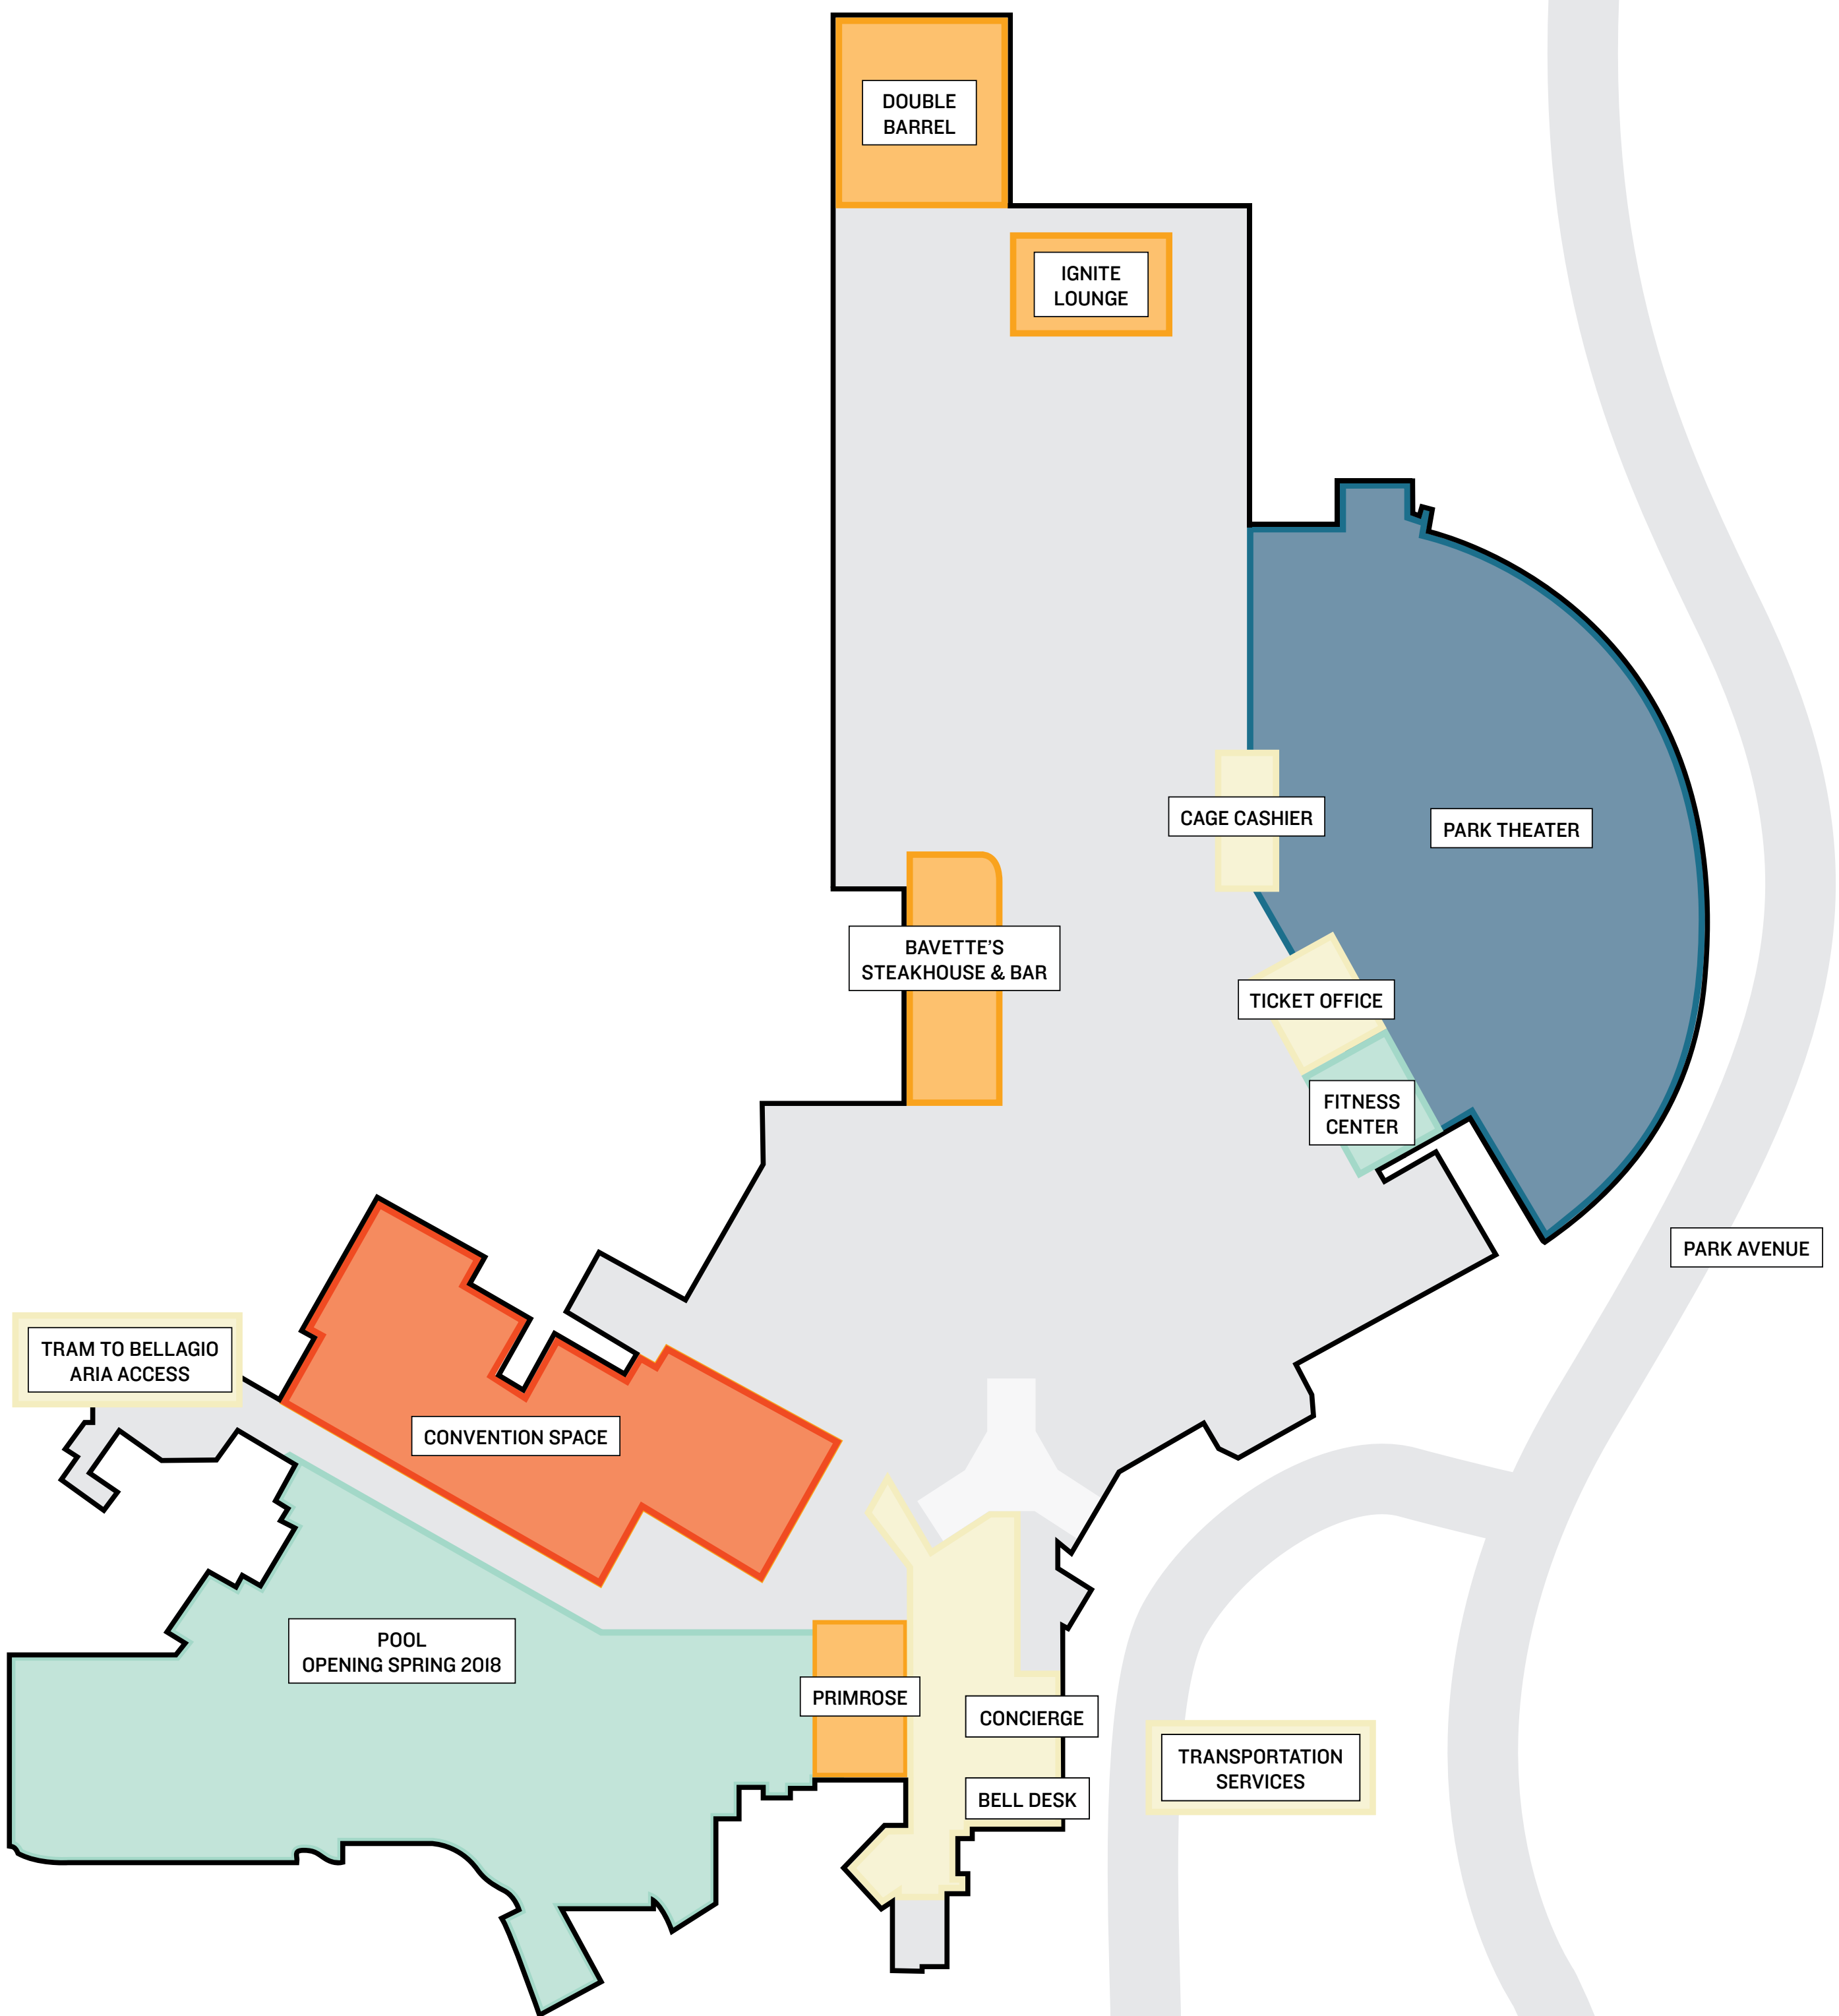 DOUBLE
BARREL
IGNITE
LOUNGE
CAGE CASHIER
PARK THEATER
BAVETTE’S
STEAKHOUSE & BAR
TICKET OFFICE
FITNESS
CENTER
PARK AVENUE
TRAM TO BELLAGIO
ARIA ACCESS
CONVENTION SPACE
POOL
OPENING SPRING 2018
PRIMROSE
CONCIERGE
TRANSPORTATION
SERVICES
BELL DESK